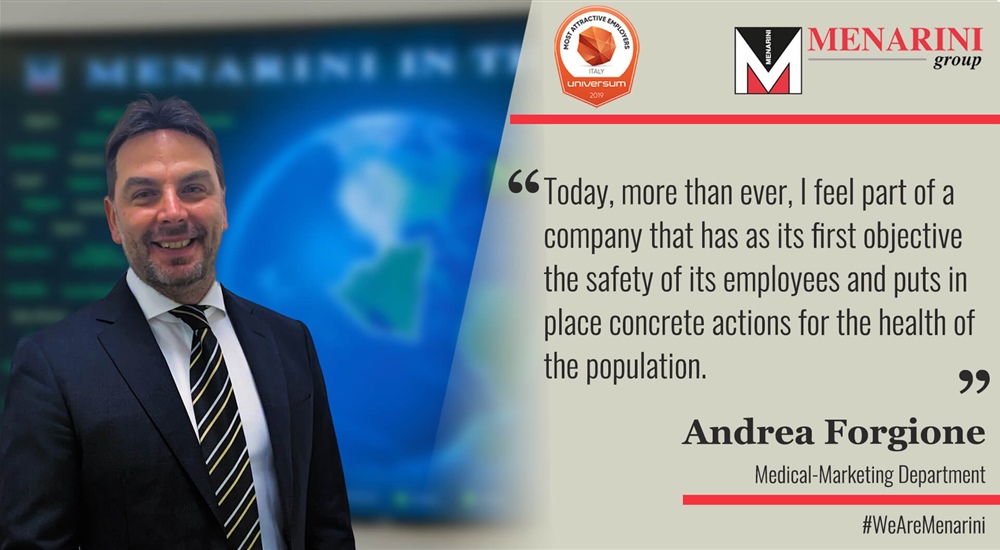 MENARINI IN T
MOST ATTRACTIVE EMPLOYERS
ITALY
universum
2019
MENARINI
M
MENARINI
group
“Today, more than ever, I feel part of a
company that has as its first objective
the safety of its employees and puts in
place concrete actions for the health of
the population.
”
Andrea Forgione
Medical-Marketing Department
#WeAreMenarini